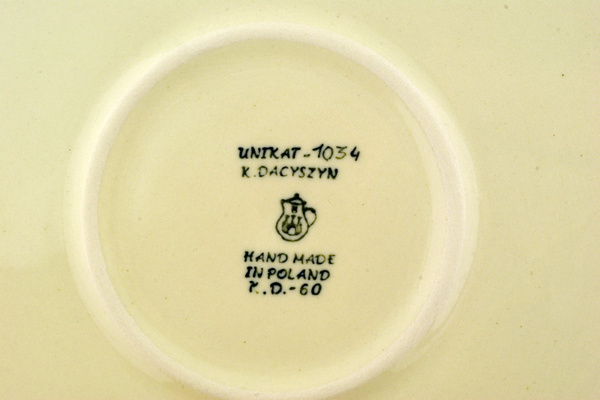 UNIKAT-1034
K.DACYSZYN
HAND MADE
IN POLAND
K.D.-60